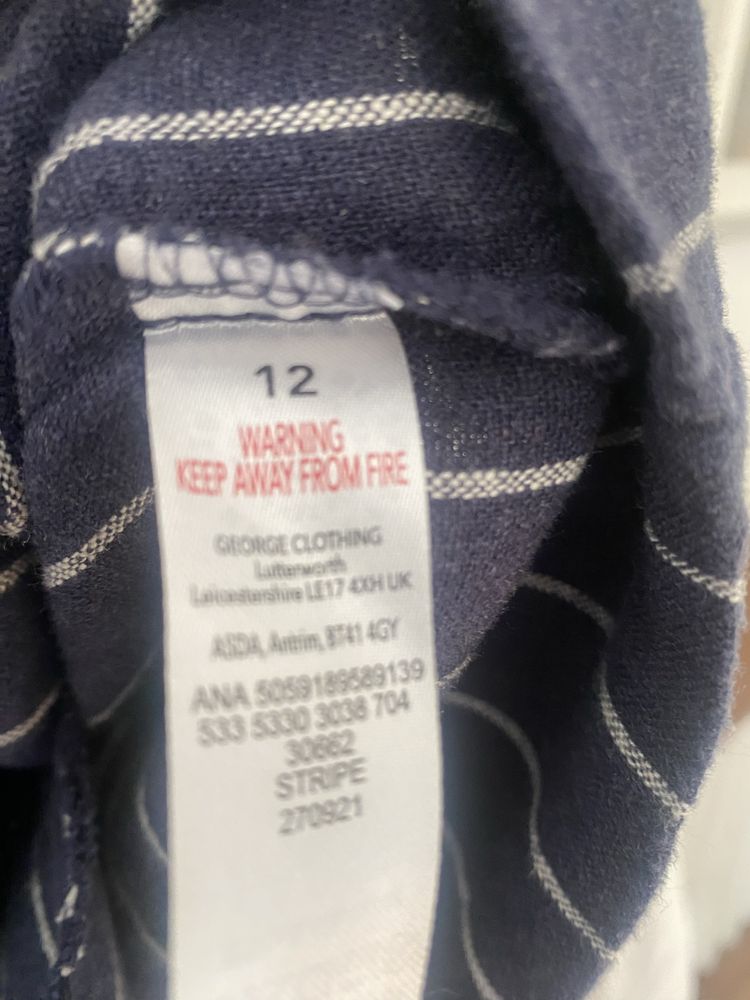 12
WARNING
KEEP AWAY FROM FIRE
GEORGE CLOTHING
Lutterworth
Leicestershire LE17 4XH UK
ASDA, Antrim, BT41 4GY
ANA 5059189589139
533 5330 3038 704
30662
STRIPE
270921